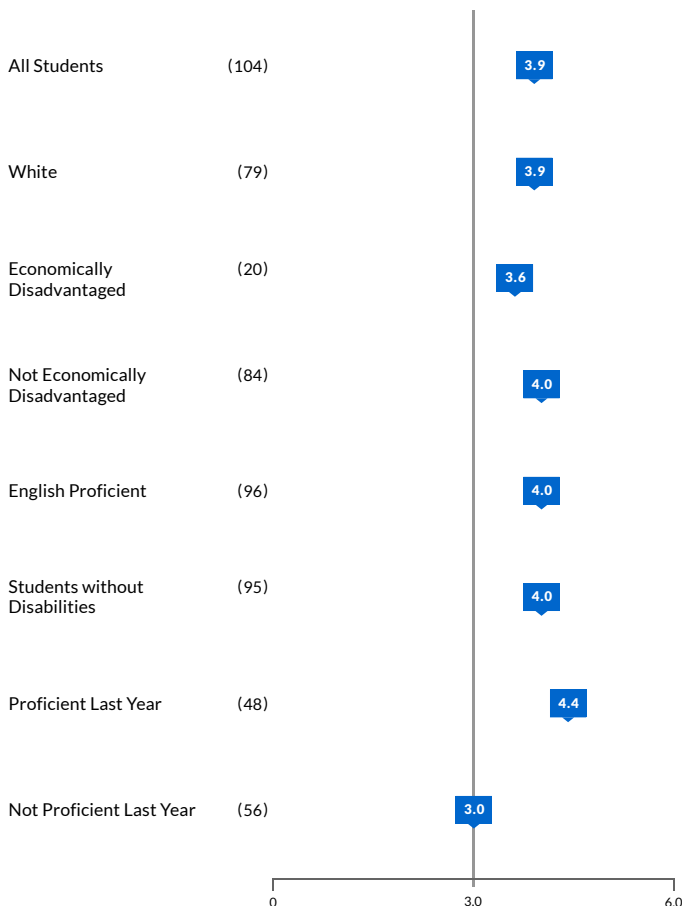 All Students (104) 3.9
White (79) 3.9
Economically (20) 3.6
Disadvantaged
Not Economically (84) 4.0
Disadvantaged
English Proficient (96) 4.0
Students without (95) 4.0
Disabilities
Proficient Last Year (48) 4.4
Not Proficient Last Year (56) 3.0
0 3.0 6.0